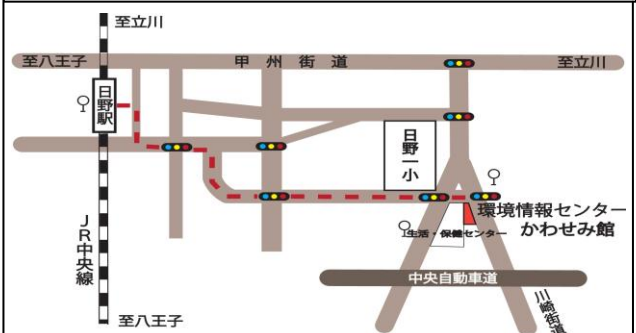 至立川
至八王子
甲州街道
至立川
日野駅
日野一小
環境情報センター
かわせみ館
生活・保健センター
JR中央線
中央自動車道
川崎街道
至八王子